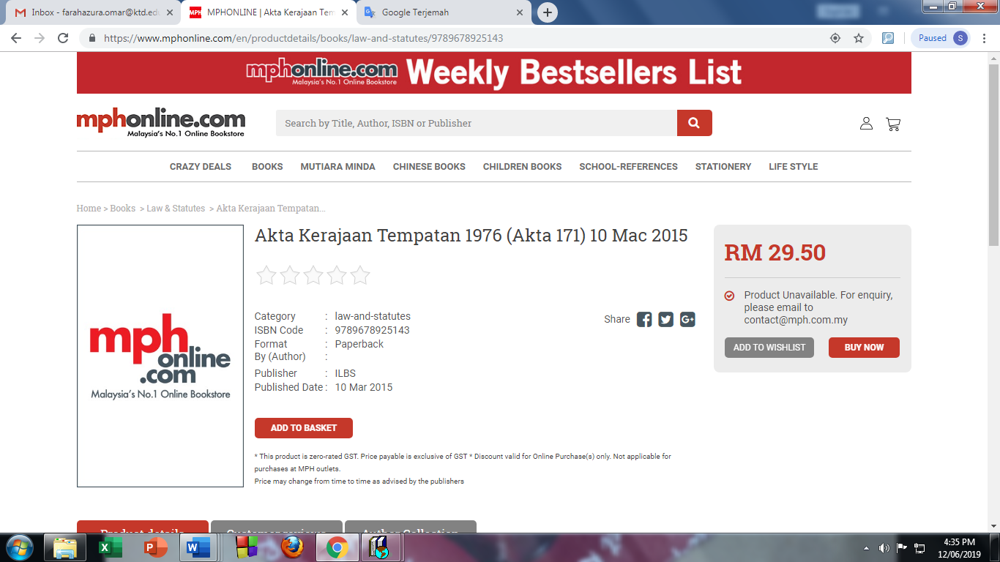 Inbox - farahazura.omar@ktd.edu
MPHONLINE | Akta Kerajaan Tem
Google Terjemah
https://www.mphonline.com/en/productdetails/books/law-and-statutes/9789678925143
Paused S
mphonline.com Weekly Bestsellers List
Malaysia's No.1 Online Bookstore
mphonline.com
Malaysia's No.1 Online Bookstore
Search by Title, Author, ISBN or Publisher
CRAZY DEALS BOOKS MUTIARA MINDA CHINESE BOOKS CHILDREN BOOKS SCHOOL-REFERENCES STATIONERY LIFE STYLE
Home > Books > Law & Statutes > Akta Kerajaan Tempatan...
mph
online
.com
Malaysia's No.1 Online Bookstore
Akta Kerajaan Tempatan 1976 (Akta 171) 10 Mac 2015
Category : law-and-statutes
ISBN Code : 9789678925143
Format : Paperback
By (Author) :
Publisher : ILBS
Published Date : 10 Mar 2015
Share
ADD TO BASKET
* This product is zero-rated GST. Price payable is exclusive of GST * Discount valid for Online Purchase(s) only. Not applicable for
purchases at MPH outlets.
Price may change from time to time as advised by the publishers
RM 29.50
Product Unavailable. For enquiry,
please email to
contact@mph.com.my
ADD TO WISHLIST BUY NOW
Product details Customer reviews Author Collection
4:35 PM
12/06/2019